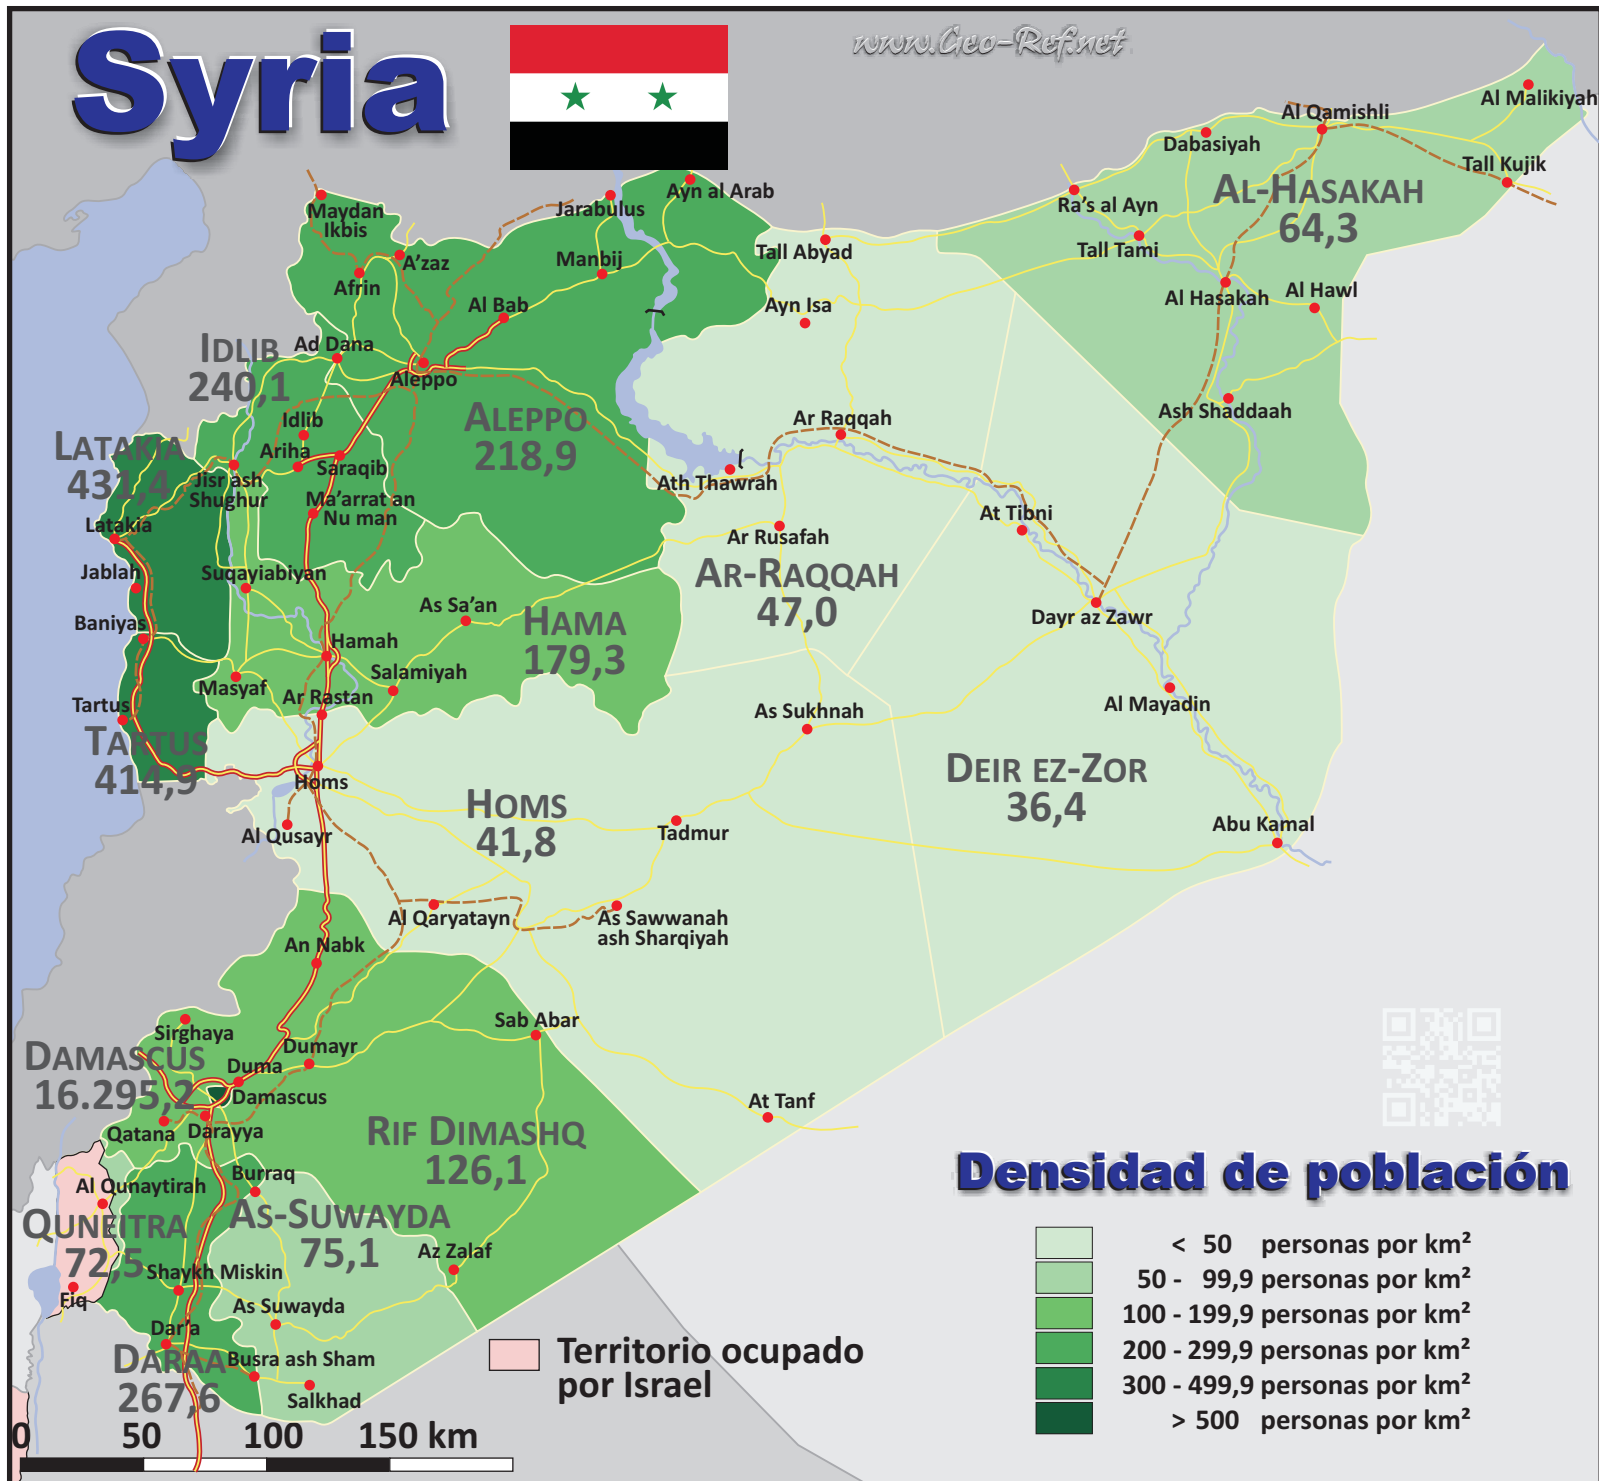 Syria
www.Geo-Ref.net
Al Malikiyah
Al Qamishli
Dabasiyah
Tall Kujik
AL-HASAKAH
64,3
Ra's al Ayn
Tall Tami
Al Hasakah
Al Hawl
Ash Shaddaah
Maydan
Ikbis
Jarabulus
Ayn al Arab
A'zaz
Afrin
Manbij
Tall Abyad
Ayn Isa
Al Bab
IDLIB
240,1
Ad Dana
Aleppo
ALEPPO
218,9
Idlib
Ariha
Saraqib
LATAKIA
431,4
Jisr ash
Shughur
Ma'arrat an
Nu man
Latakia
Jablah
Suqayiabiyan
Baniyas
Ar Raqqah
Ath Thawrah
At Tibni
Ar Rusafah
AR-RAQQAH
47,0
Dayr az Zawr
As Sa'an
HAMA
179,3
Hamah
Salamiyah
Masyaf
Ar Rastan
Tartus
TARTUS
414,9
Al Mayadin
As Sukhnah
DEIR EZ-ZOR
36,4
Abu Kamal
Homs
HOMS
41,8
Al Qusayr
Tadmur
Al Qaryatayn
As Sawwanah
ash Sharqiyah
An Nabk
Sirghaya
Sab Abar
DAMASCUS
16.295,2
Dumayr
Duma
Damascus
Qatana
Darayya
At Tanf
RIF DIMASHQ
126,1
Al Qunaytirah
Burraq
QUNEITRA
72,5
AS-SUWAYDA
75,1
Az Zalaf
Shaykh Miskin
Fiq
As Suwayda
Dar'a
DARAA
267,6
Busra ash Sham
Salkhad
Territorio ocupado
por Israel
0 50 100 150 km
Densidad de población
< 50 personas por km²
50 - 99,9 personas por km²
100 - 199,9 personas por km²
200 - 299,9 personas por km²
300 - 499,9 personas por km²
> 500 personas por km²